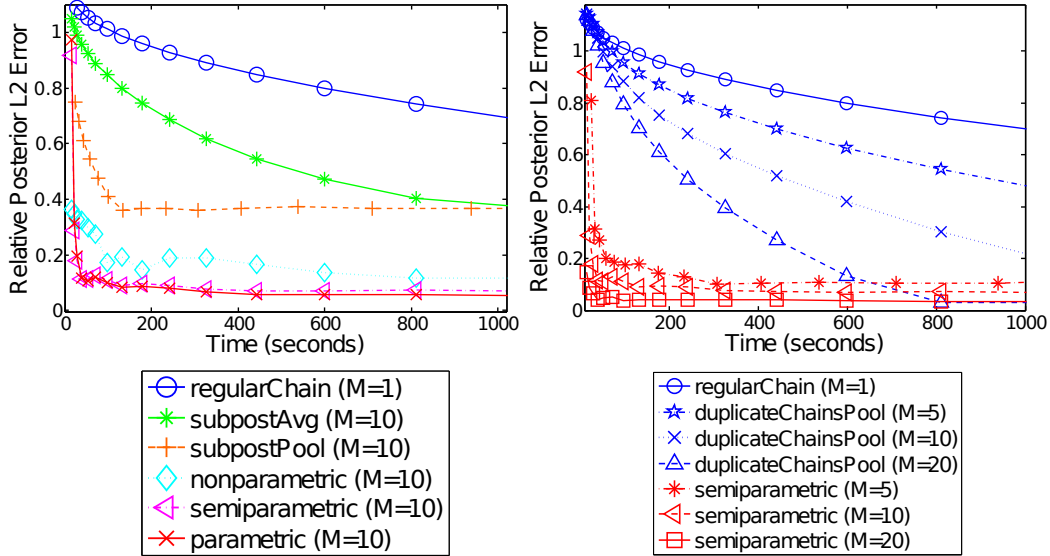 Relative Posterior L2 Error
1
0.8
0.6
0.4
0.2
0
0 200 400 600 800 1000
Time (seconds)
regularChain (M=1)
subpostAvg (M=10)
subpostPool (M=10)
nonparametric (M=10)
semiparametric (M=10)
parametric (M=10)
Relative Posterior L2 Error
1
0.8
0.6
0.4
0.2
0
200 400 600 800 1000
Time (seconds)
regularChain (M=1)
duplicateChainsPool (M=5)
duplicateChainsPool (M=10)
duplicateChainsPool (M=20)
semiparametric (M=5)
semiparametric (M=10)
semiparametric (M=20)